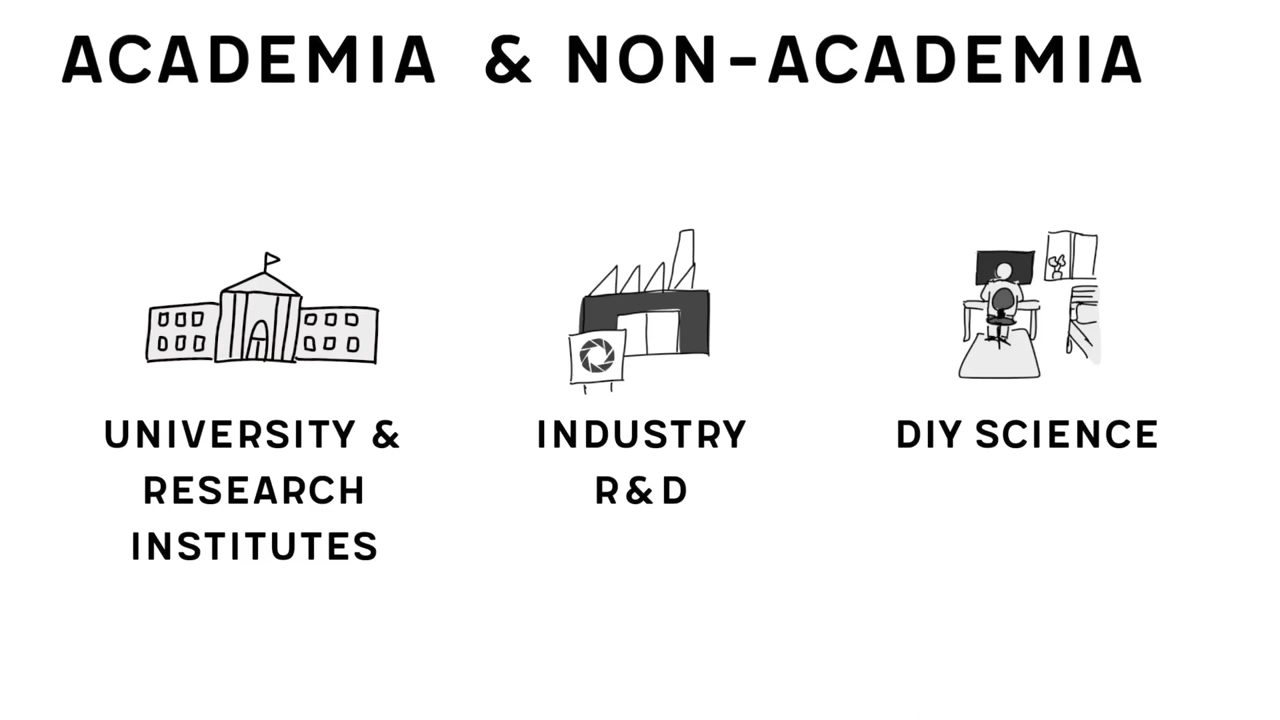 ACADEMIA & NON-ACADEMIA
UNIVERSITY &
RESEARCH
INSTITUTES
INDUSTRY
R & D
DIY SCIENCE